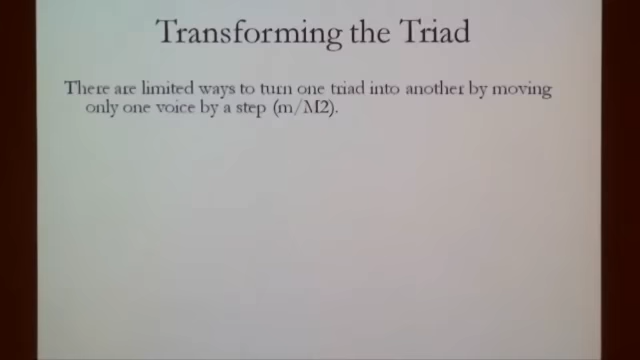 Transforming the Triad
There are limited ways to turn one triad into another by moving
only one voice by a step (m/M2).